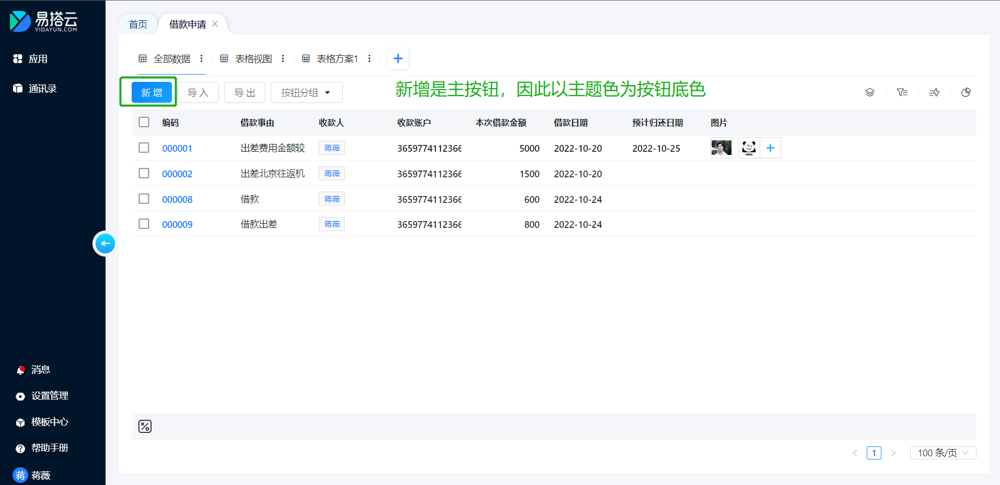 易搭云
YIDAYUN.COM
应用
通讯录
消息
设置管理
模板中心
帮助手册
蒋 蒋薇
首页 借款申请
全部数据 表格视图 表格方案1
新增 导入 导出 按钮分组
新增是主按钮，因此以主题色为按钮底色
编码 借款事由 收款人 收款账户 本次借款金额 借款日期 预计归还日期 图片
000001 出差费用金额较 蒋薇 3659774112366 5000 2022-10-20 2022-10-25
000002 出差北京往返机 蒋薇 3659774112366 1500 2022-10-20
000008 借款 蒋薇 3659774112366 600 2022-10-24
000009 借款出差 蒋薇 3659774112366 800 2022-10-24
1 100 条/页